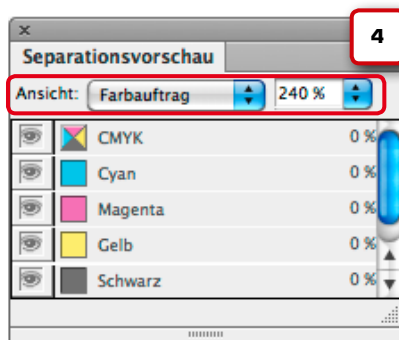 4
Separationsvorschau
Ansicht: Farbauftrag 240 %
CMYK 0 %
Cyan 0 %
Magenta 0 %
Gelb 0 %
Schwarz 0 %